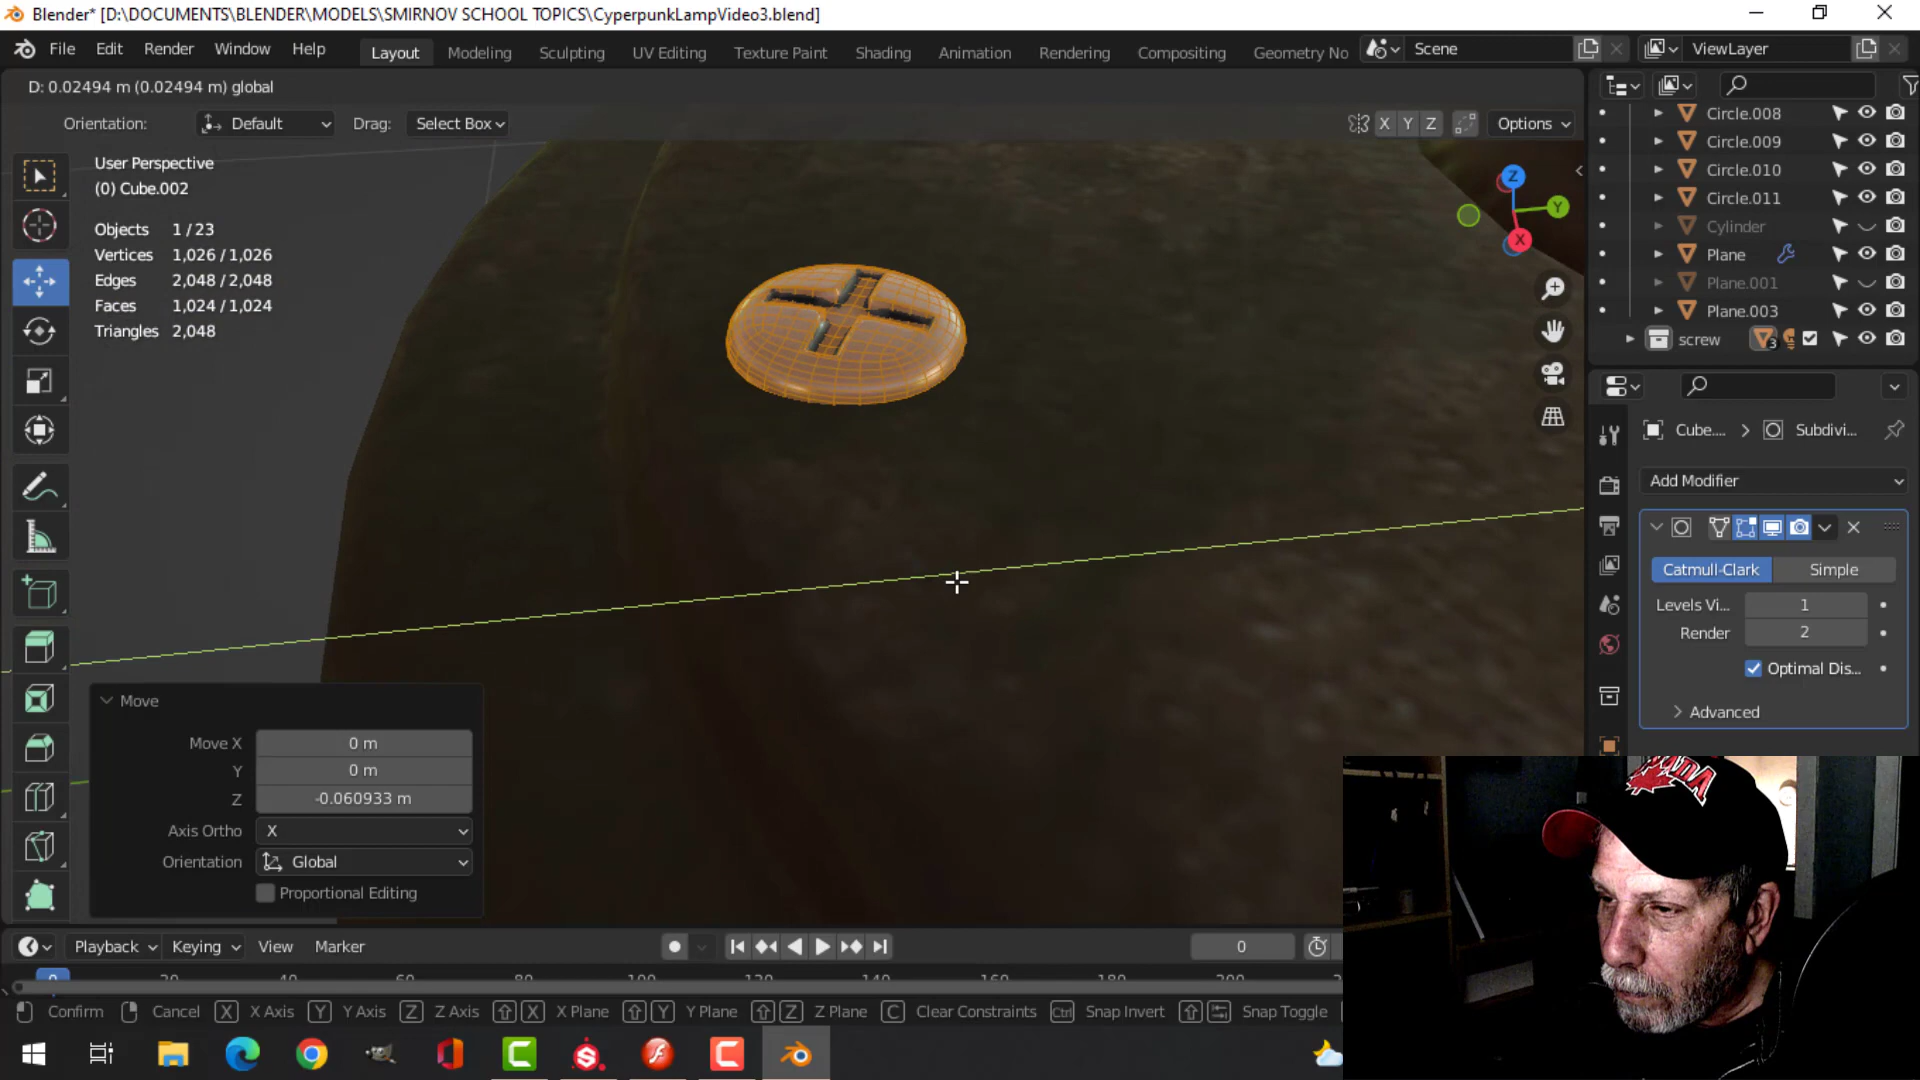 Blender* [D:\DOCUMENTS\BLENDER\MODELS\SMIRNOV SCHOOL TOPICS\CyperpunkLampVideo3.blend]
File Edit Render Window Help Layout Modeling Sculpting UV Editing Texture Paint Shading Animation Rendering Compositing Geometry No Scene ViewLayer
D: 0.02494 m (0.02494 m) global
Orientation: Default Drag: Select Box X Y Z Options
User Perspective
(0) Cube.002
Objects 1 / 23
Vertices 1,026 / 1,026
Edges 2,048 / 2,048
Faces 1,024 / 1,024
Triangles 2,048
Z
Y
X
Circle.008
Circle.009
Circle.010
Circle.011
Cylinder
Plane
Plane.001
Plane.003
screw 3
Cube.... > Subdivi...
Add Modifier
Catmull-Clark Simple
Levels Vi... 1
Render 2
Optimal Dis...
Advanced
Move
Move X 0 m
Y 0 m
Z -0.060933 m
Axis Ortho X
Orientation Global
Proportional Editing
Playback Keying View Marker 0
0 20 40 60 80 100 120 140 160 180 200
Confirm Cancel X X Axis Y Y Axis Z Z Axis X X Plane Y Y Plane Z Z Plane C Clear Constraints Ctrl Snap Invert Snap Toggle